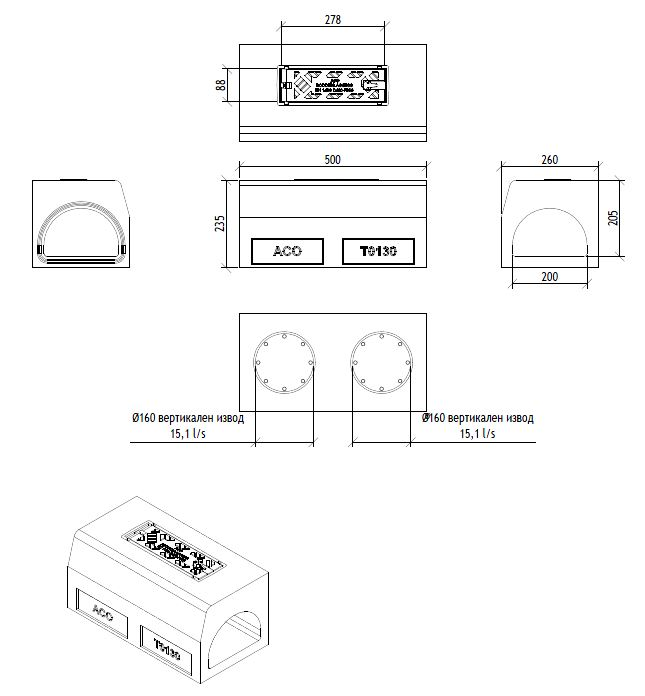 278
88
500
260
235
ACO
T0130
205
200
Ø160 вертикален извод
15,1 l/s
Ø160 вертикален извод
15,1 l/s
ACO
T0130